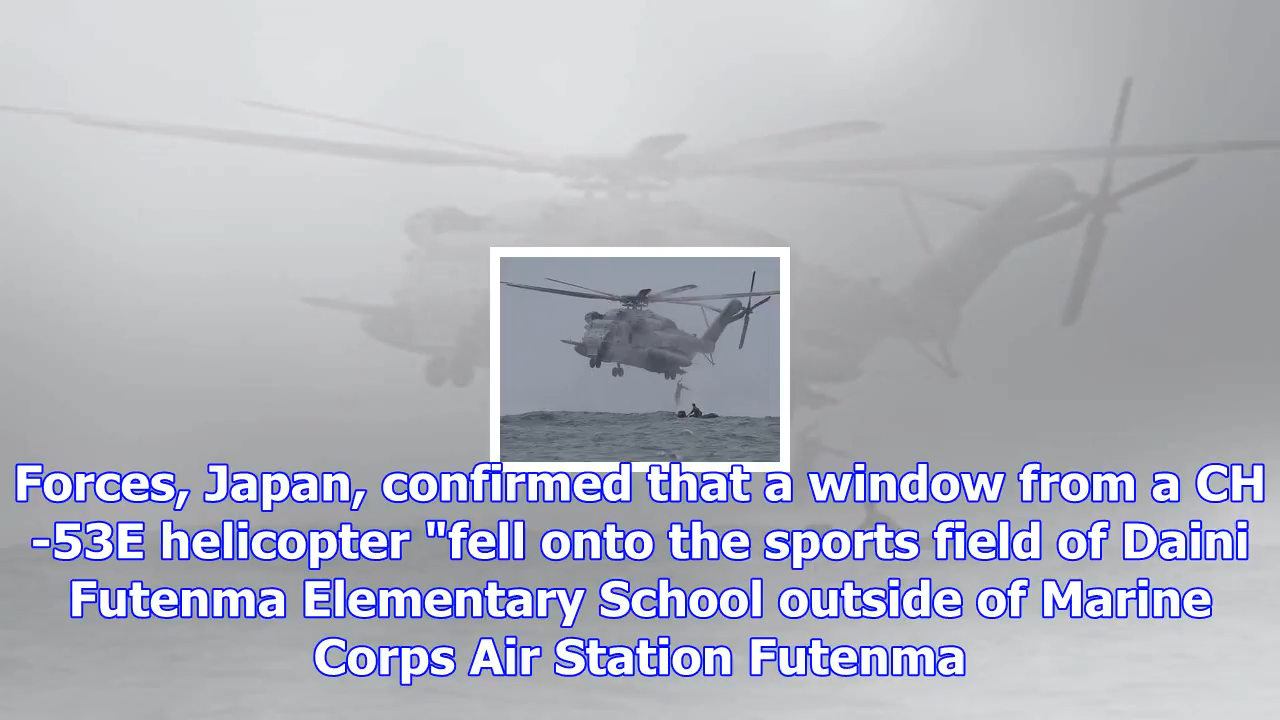 Forces, Japan, confirmed that a window from a CH
-53E helicopter "fell onto the sports field of Daini
Futenma Elementary School outside of Marine
Corps Air Station Futenma